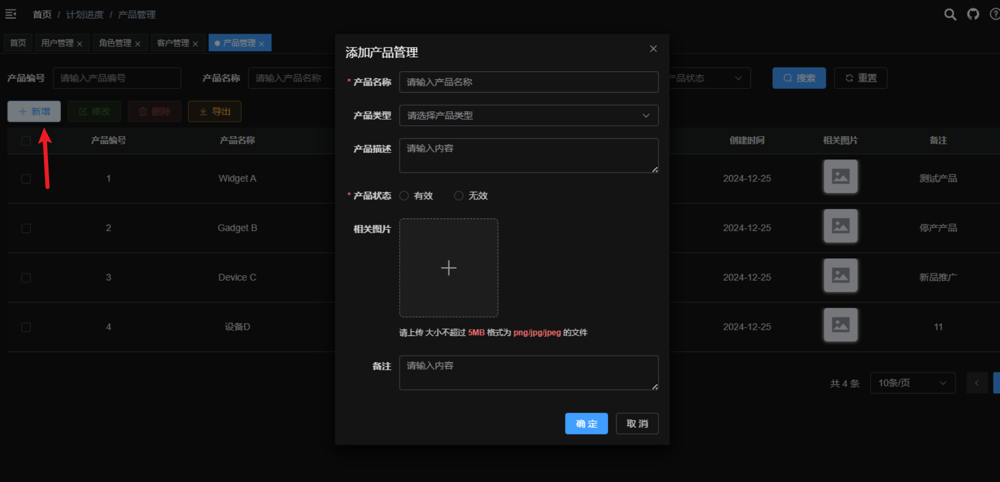 首页 / 计划进度 / 产品管理
首页 用户管理 × 角色管理 × 客户管理 × 产品管理 ×
产品编号 请输入产品编号 产品名称 请输入产品名称 产品状态 搜索 重置
新增 修改 删除 导出
产品编号 产品名称 创建时间 相关图片 备注
1 Widget A 2024-12-25 测试产品
2 Gadget B 2024-12-25 停产产品
3 Device C 2024-12-25 新品推广
4 设备D 2024-12-25 11
共 4 条 10条/页
添加产品管理
* 产品名称 请输入产品名称
产品类型 请选择产品类型
产品描述 请输入内容
* 产品状态 有效 无效
相关图片
请上传 大小不超过 5MB 格式为 png/jpg/jpeg 的文件
备注 请输入内容
确 定 取 消